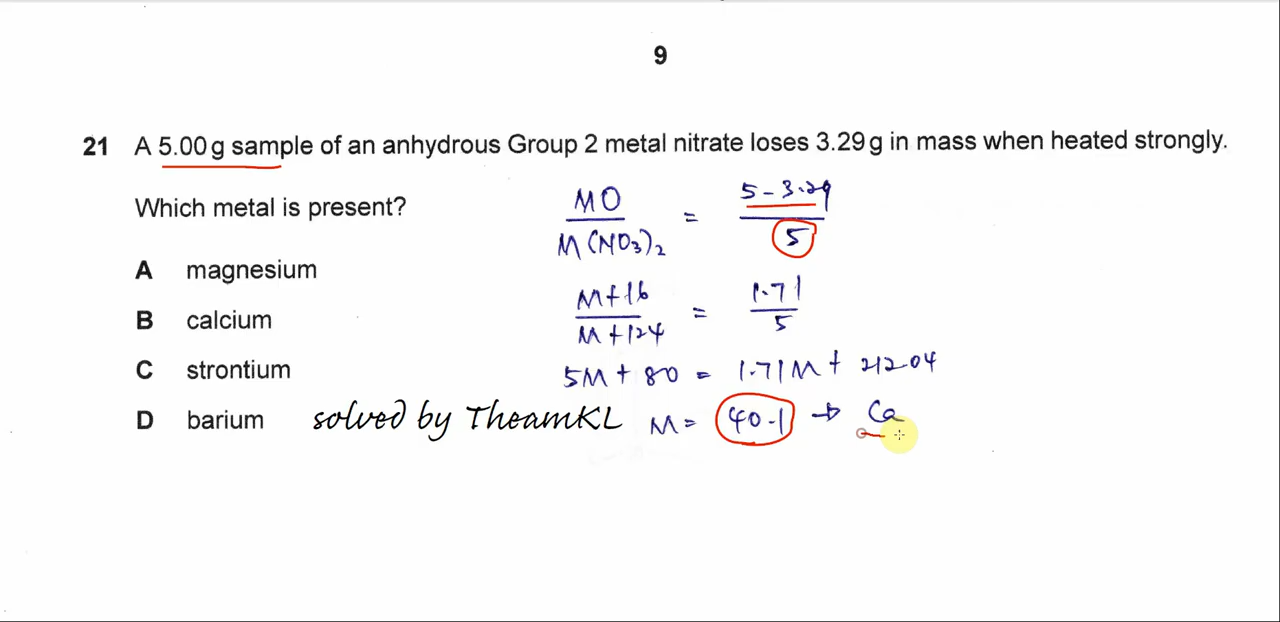 9
21 A 5.00 g sample of an anhydrous Group 2 metal nitrate loses 3.29 g in mass when heated strongly.
Which metal is present?
MO / M(NO3)2 = 5 - 3.29 / 5
A magnesium
M+16 / M+124 = 1.71 / 5
B calcium
C strontium
5M + 80 = 1.71M + 212.04
D barium
solved by TheamKL
M = 40.1 → Ca